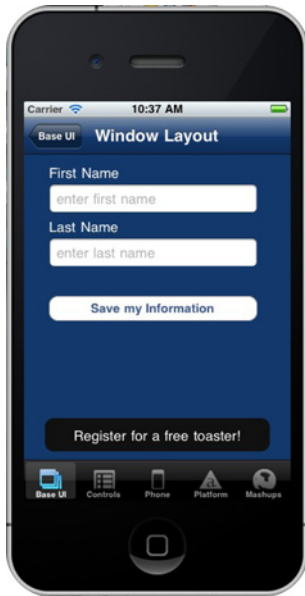 Carrier 10:37 AM
Base UI Window Layout
First Name
enter first name
Last Name
enter last name
Save my Information
Register for a free toaster!
Base UI Controls Phone Platform Mashups